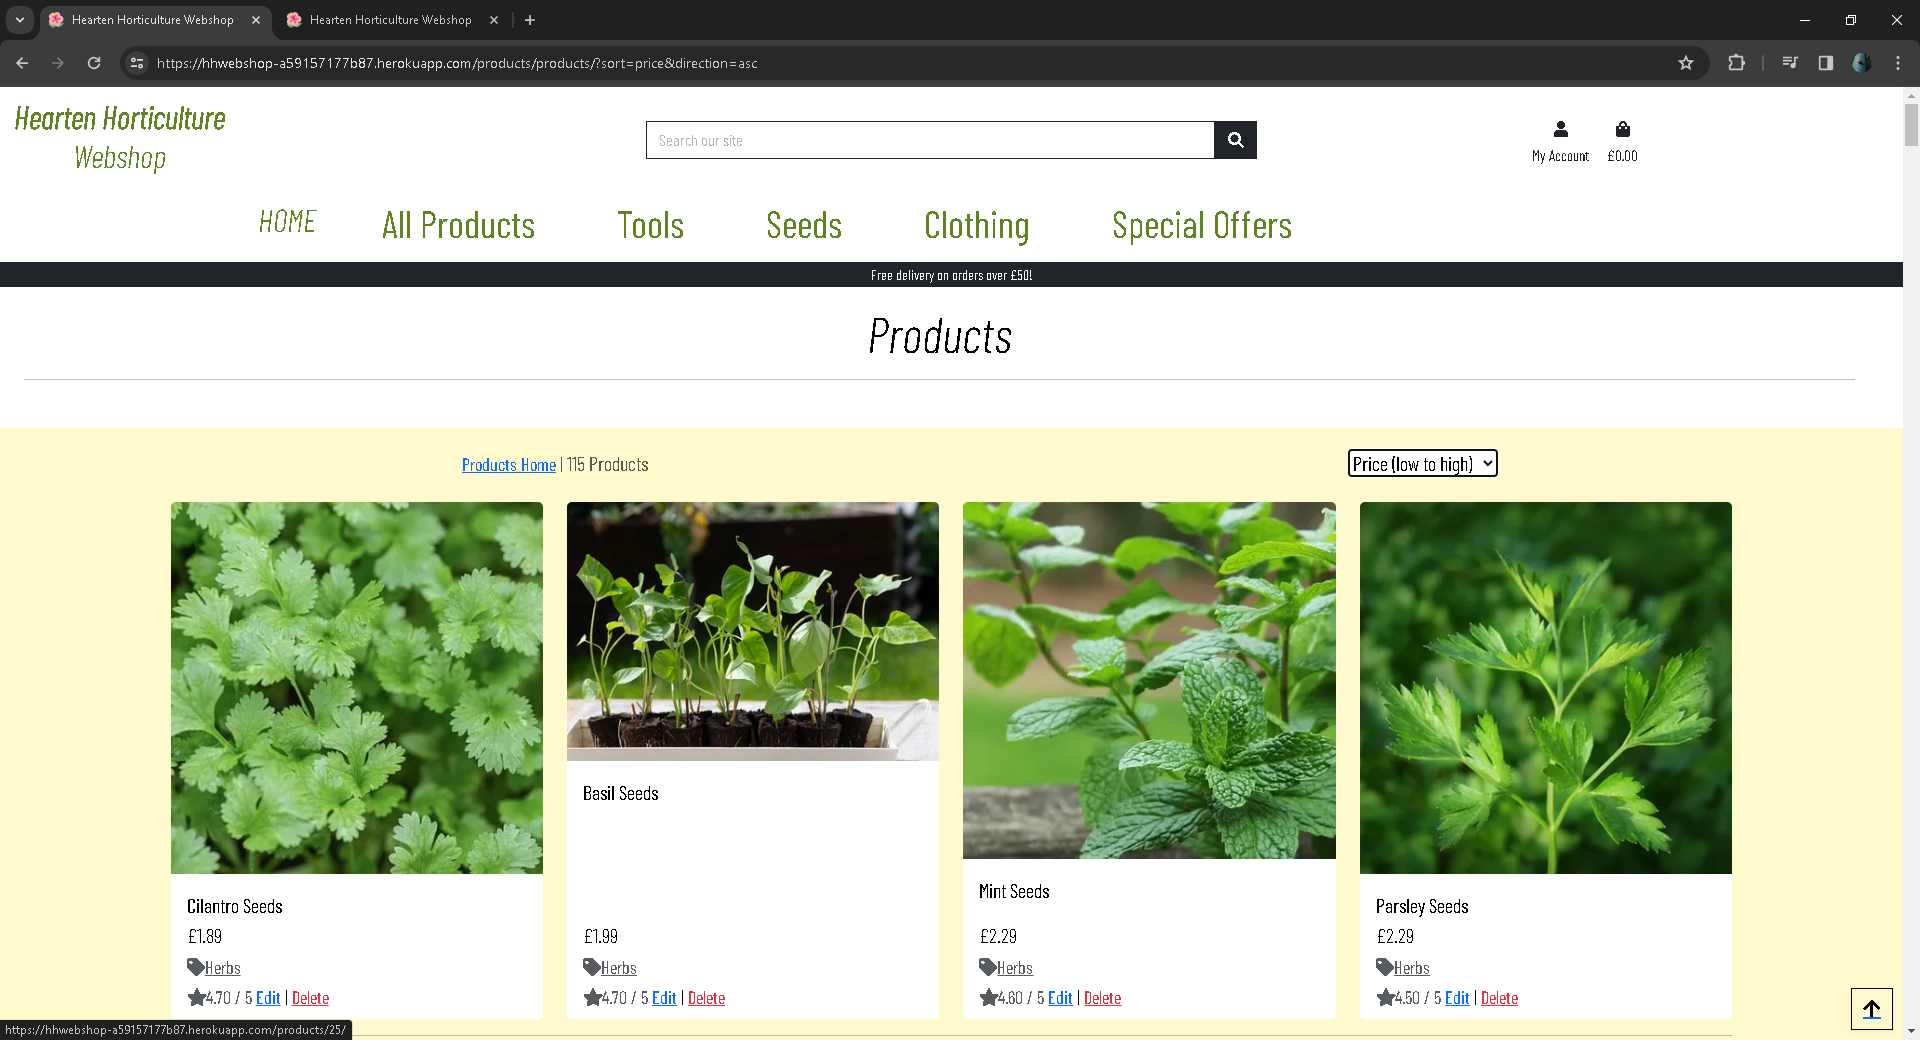 Hearten Horticulture Webshop
Hearten Horticulture Webshop
https://hhwebshop-a59157177b87.herokuapp.com/products/products/?sort=price&direction=asc
Hearten Horticulture
Webshop
Search our site
My Account
£0.00
HOME
All Products
Tools
Seeds
Clothing
Special Offers
Free delivery on orders over £50!
Products
Products Home | 115 Products
Price (low to high)
Cilantro Seeds
£1.89
Herbs
4.70 / 5 Edit | Delete
Basil Seeds
£1.99
Herbs
4.70 / 5 Edit | Delete
Mint Seeds
£2.29
Herbs
4.60 / 5 Edit | Delete
Parsley Seeds
£2.29
Herbs
4.50 / 5 Edit | Delete
https://hhwebshop-a59157177b87.herokuapp.com/products/25/